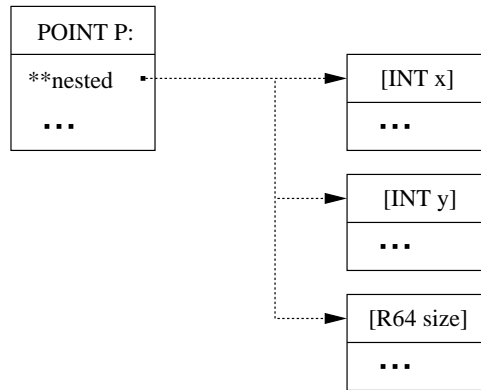 POINT P:
**nested
...
[INT x]
...
[INT y]
...
[R64 size]
...